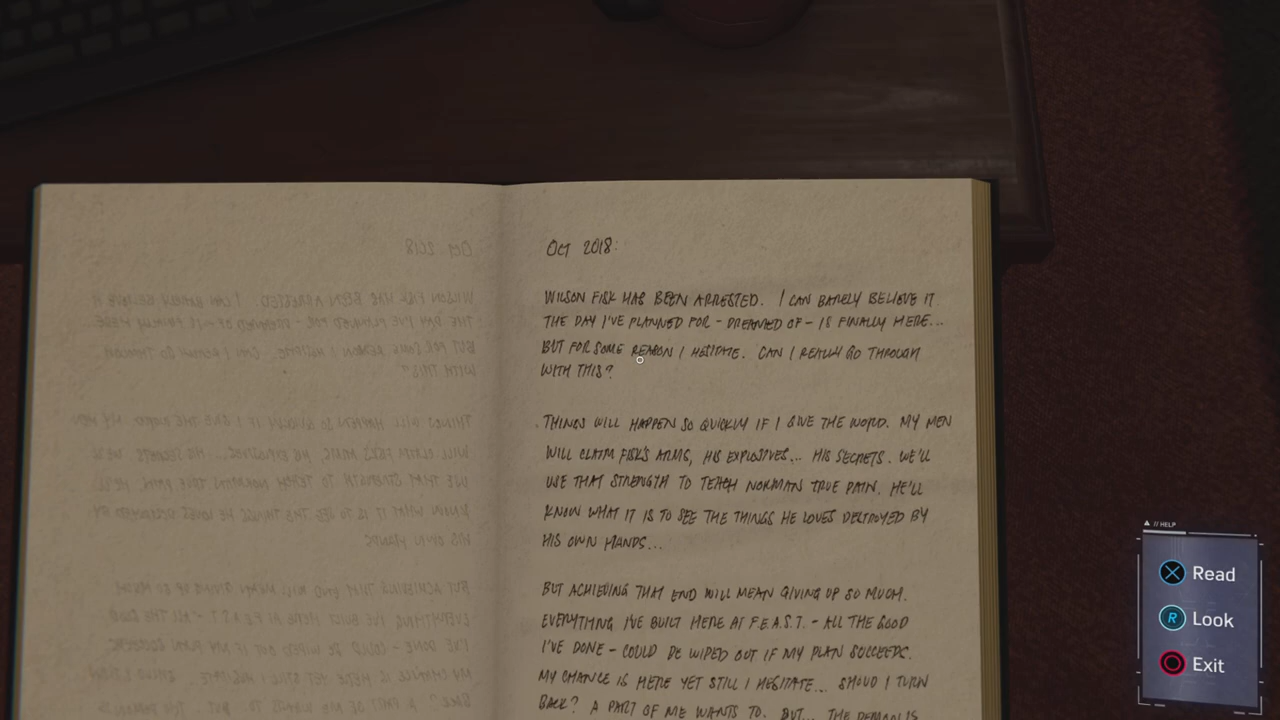 OCT 2018:
WILSON FISK HAS BEEN ARRESTED. I CAN BARELY BELIEVE IT.
THE DAY I'VE PLANNED FOR - DREAMED OF - IS FINALLY HERE...
BUT FOR SOME REASON I HESITATE. CAN I REALLY GO THROUGH
WITH THIS?
THINGS WILL HAPPEN SO QUICKLY IF I GIVE THE WORD. MY MEN
WILL CLAIM FISK'S ARMS, HIS EXPLOSIVES... HIS SECRETS. WE'LL
USE THAT STRENGTH TO TEACH NORMAN TRUE PAIN. HE'LL
KNOW WHAT IT IS TO SEE THE THINGS HE LOVES DESTROYED BY
HIS OWN HANDS...
BUT ACHIEVING THAT END WILL MEAN GIVING UP SO MUCH.
EVERYTHING I'VE BUILT HERE AT F.E.A.S.T. - ALL THE GOOD
I'VE DONE - COULD BE WIPED OUT IF MY PLAN SUCCEEDS.
MY CHANCE IS HERE YET STILL I HESITATE... SHOULD I TURN
BACK? A PART OF ME WANTS TO. BUT... THE DEMON IS
// HELP
Read
R Look
Exit